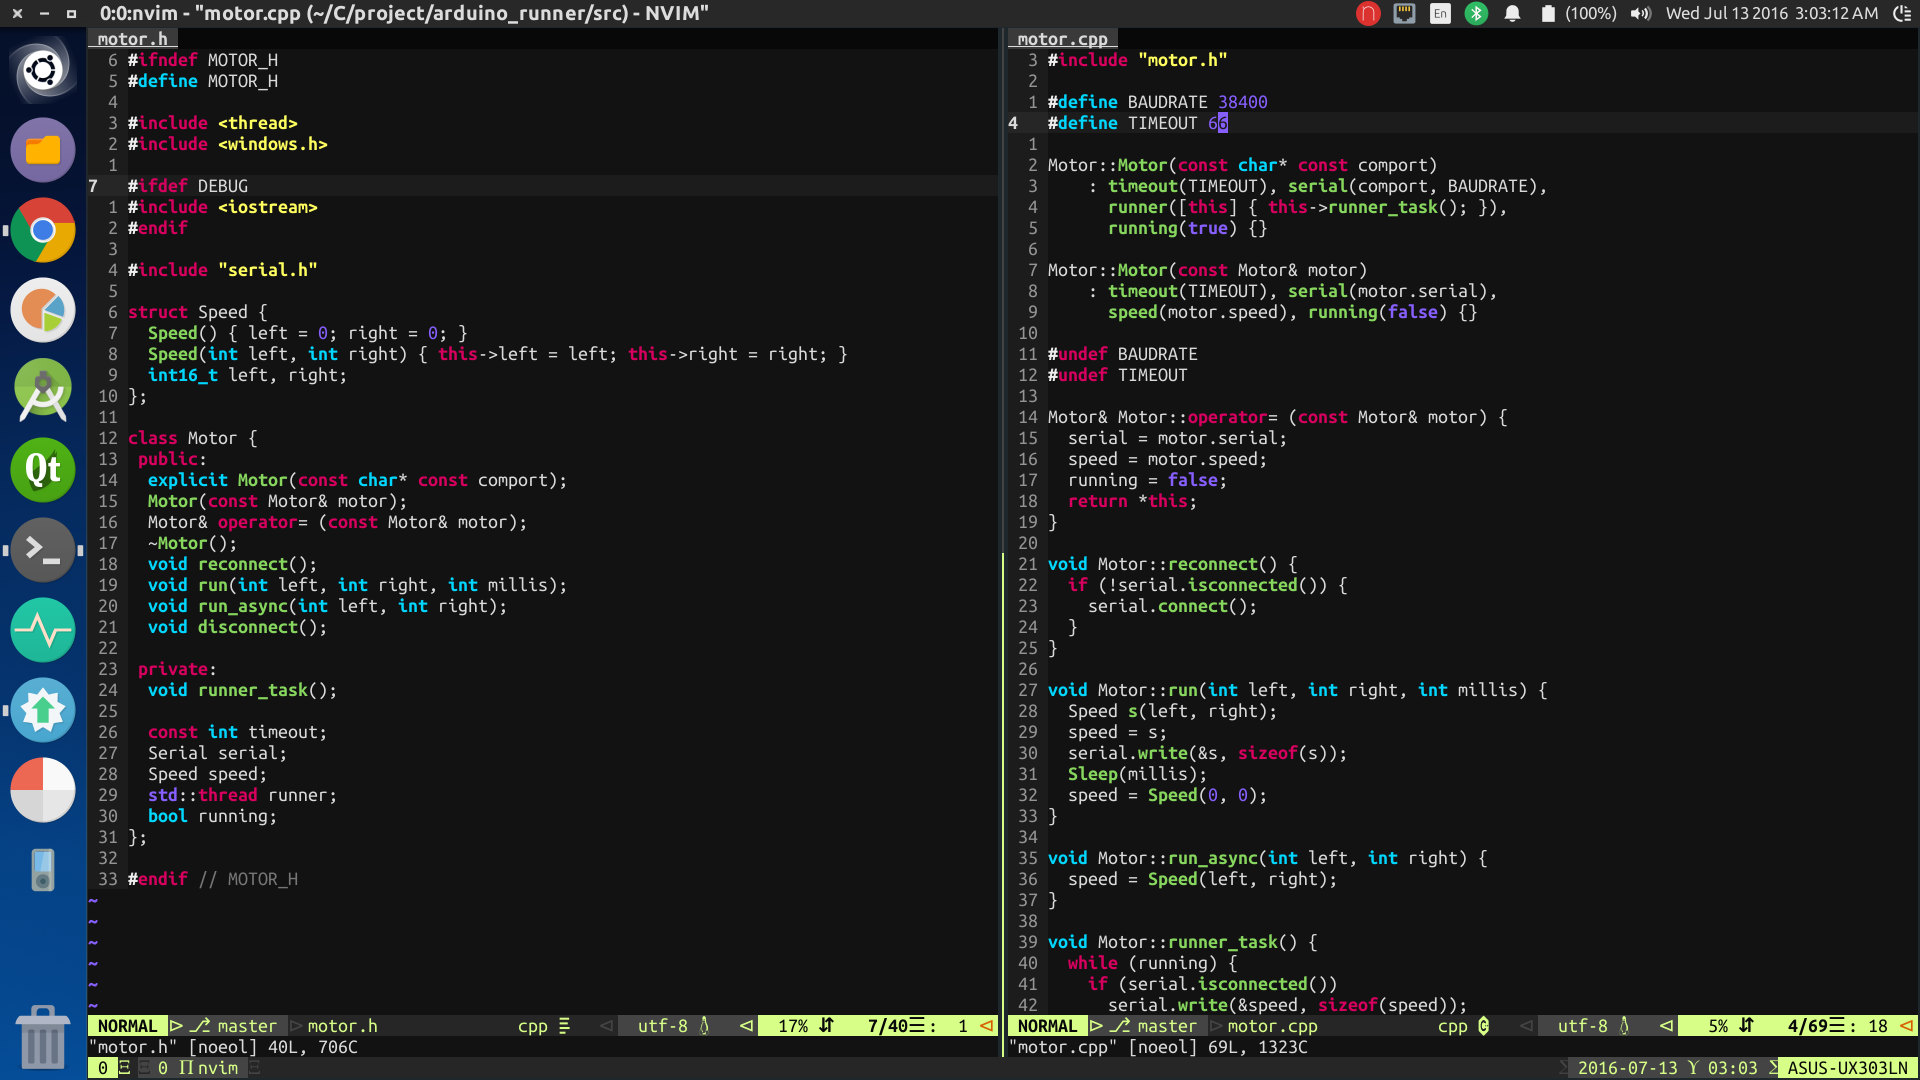 0:0:nvim - "motor.cpp (~/C/project/arduino_runner/src) - NVIM"
En
(100%)
Wed Jul 13 2016 3:03:12 AM
Qt
motor.h
6 #ifndef MOTOR_H
5 #define MOTOR_H
4
3 #include <thread>
2 #include <windows.h>
1
7 #ifdef DEBUG
1 #include <iostream>
2 #endif
3
4 #include "serial.h"
5
6 struct Speed {
7   Speed() { left = 0; right = 0; }
8   Speed(int left, int right) { this->left = left; this->right = right; }
9   int16_t left, right;
10 };
11
12 class Motor {
13  public:
14   explicit Motor(const char* const comport);
15   Motor(const Motor& motor);
16   Motor& operator= (const Motor& motor);
17   ~Motor();
18   void reconnect();
19   void run(int left, int right, int millis);
20   void run_async(int left, int right);
21   void disconnect();
22
23  private:
24   void runner_task();
25
26   const int timeout;
27   Serial serial;
28   Speed speed;
29   std::thread runner;
30   bool running;
31 };
32
33 #endif // MOTOR_H
~
~
~
~
~
~
NORMAL master motor.h cpp utf-8 17% 7/40 : 1
"motor.h" [noeol] 40L, 706C
motor.cpp
3 #include "motor.h"
2
1 #define BAUDRATE 38400
4 #define TIMEOUT 66
1
2 Motor::Motor(const char* const comport)
3     : timeout(TIMEOUT), serial(comport, BAUDRATE),
4       runner([this] { this->runner_task(); }),
5       running(true) {}
6
7 Motor::Motor(const Motor& motor)
8     : timeout(TIMEOUT), serial(motor.serial),
9       speed(motor.speed), running(false) {}
10
11 #undef BAUDRATE
12 #undef TIMEOUT
13
14 Motor& Motor::operator= (const Motor& motor) {
15   serial = motor.serial;
16   speed = motor.speed;
17   running = false;
18   return *this;
19 }
20
21 void Motor::reconnect() {
22   if (!serial.isconnected()) {
23     serial.connect();
24   }
25 }
26
27 void Motor::run(int left, int right, int millis) {
28   Speed s(left, right);
29   speed = s;
30   serial.write(&s, sizeof(s));
31   Sleep(millis);
32   speed = Speed(0, 0);
33 }
34
35 void Motor::run_async(int left, int right) {
36   speed = Speed(left, right);
37 }
38
39 void Motor::runner_task() {
40   while (running) {
41     if (serial.isconnected())
42       serial.write(&speed, sizeof(speed));
NORMAL master motor.cpp cpp utf-8 5% 4/69 : 18
"motor.cpp" [noeol] 69L, 1323C
0 Ξ 0 Π nvim Ξ
Σ 2016-07-13 ϒ 03:03 Σ ASUS-UX303LN